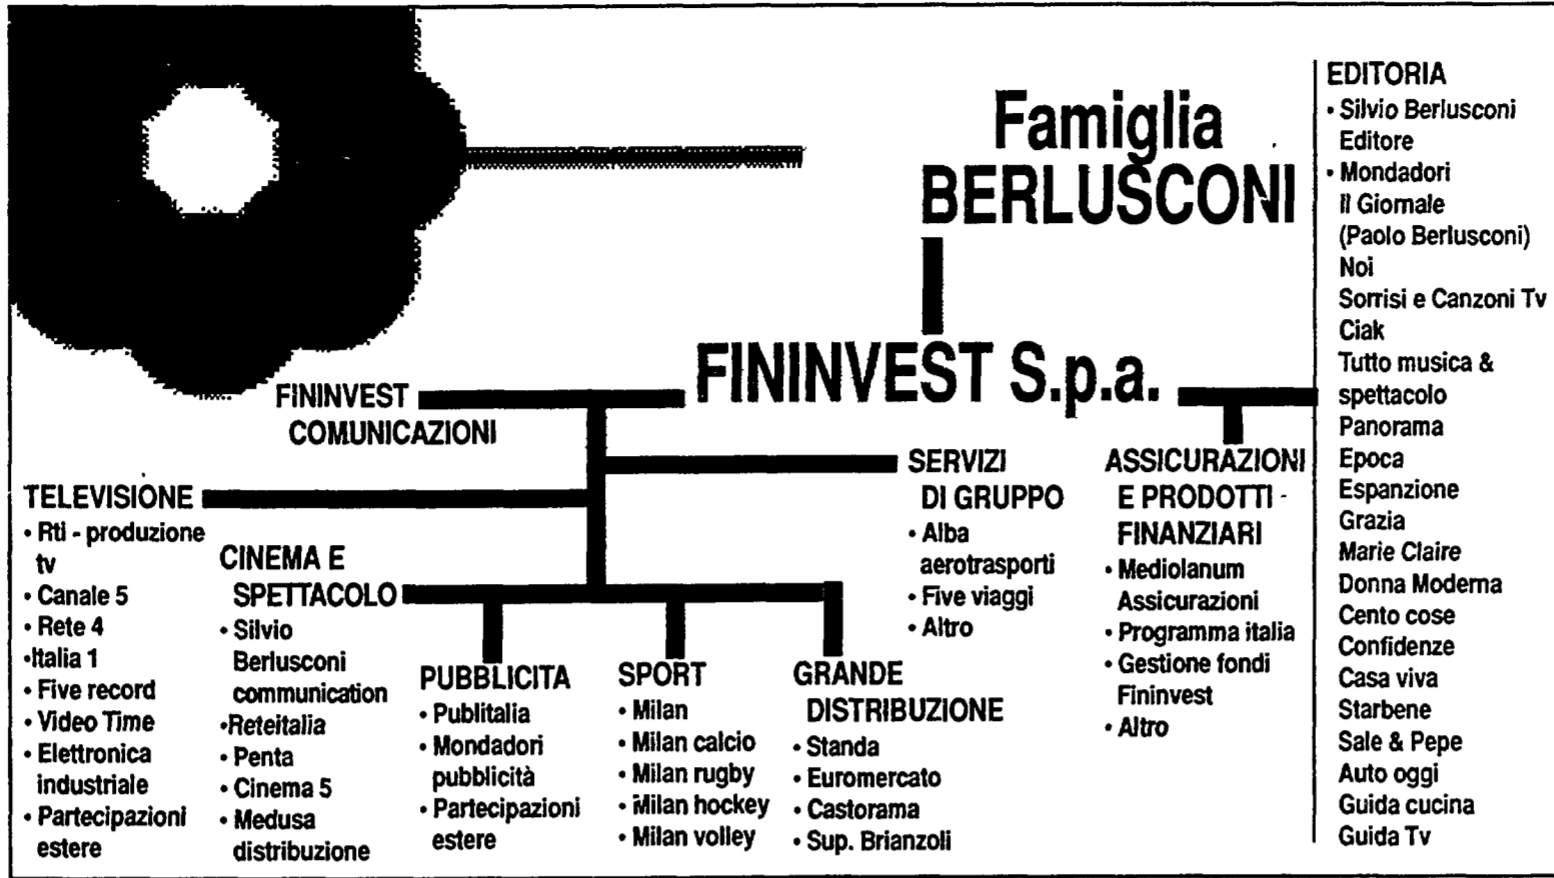 Famiglia
BERLUSCONI
FININVEST S.p.a.
FININVEST
COMUNICAZIONI
TELEVISIONE
• Rti - produzione
tv
• Canale 5
• Rete 4
•Italia 1
• Five record
• Video Time
• Elettronica
industriale
• Partecipazioni
estere
CINEMA E
SPETTACOLO
• Silvio
Berlusconi
communication
•Reteitalia
• Penta
• Cinema 5
• Medusa
distribuzione
PUBBLICITA
• Publitalia
• Mondadori
pubblicità
• Partecipazioni
estere
SPORT
• Milan
• Milan calcio
• Milan rugby
• Milan hockey
• Milan volley
GRANDE
DISTRIBUZIONE
• Standa
• Euromercato
• Castorama
• Sup. Brianzoli
SERVIZI
DI GRUPPO
• Alba
aerotrasporti
• Five viaggi
• Altro
ASSICURAZIONI
E PRODOTTI
FINANZIARI
• Mediolanum
Assicurazioni
• Programma italia
• Gestione fondi
Fininvest
• Altro
EDITORIA
• Silvio Berlusconi
Editore
• Mondadori
Il Giornale
(Paolo Berlusconi)
Noi
Sorrisi e Canzoni Tv
Ciak
Tutto musica &
spettacolo
Panorama
Epoca
Espanzione
Grazia
Marie Claire
Donna Moderna
Cento cose
Confidenze
Casa viva
Starbene
Sale & Pepe
Auto oggi
Guida cucina
Guida Tv